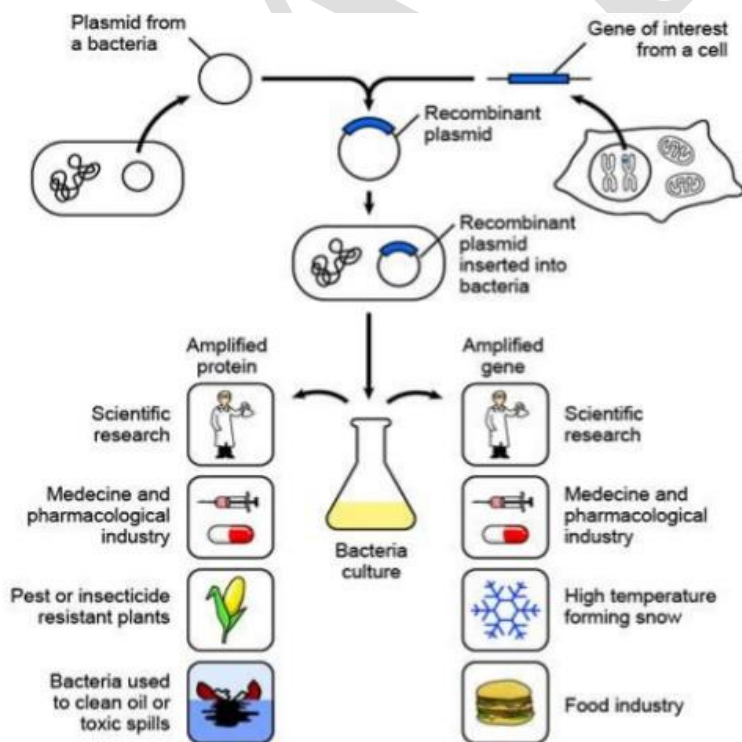 Plasmid from
a bacteria
Gene of interest
from a cell
Recombinant
plasmid
Recombinant
plasmid
inserted into
bacteria
Amplified
protein
Amplified
gene
Scientific
research
Scientific
research
Medecine and
pharmacological
industry
Medecine and
pharmacological
industry
Bacteria
culture
Pest or insecticide
resistant plants
High temperature
forming snow
Bacteria used
to clean oil or
toxic spills
Food industry